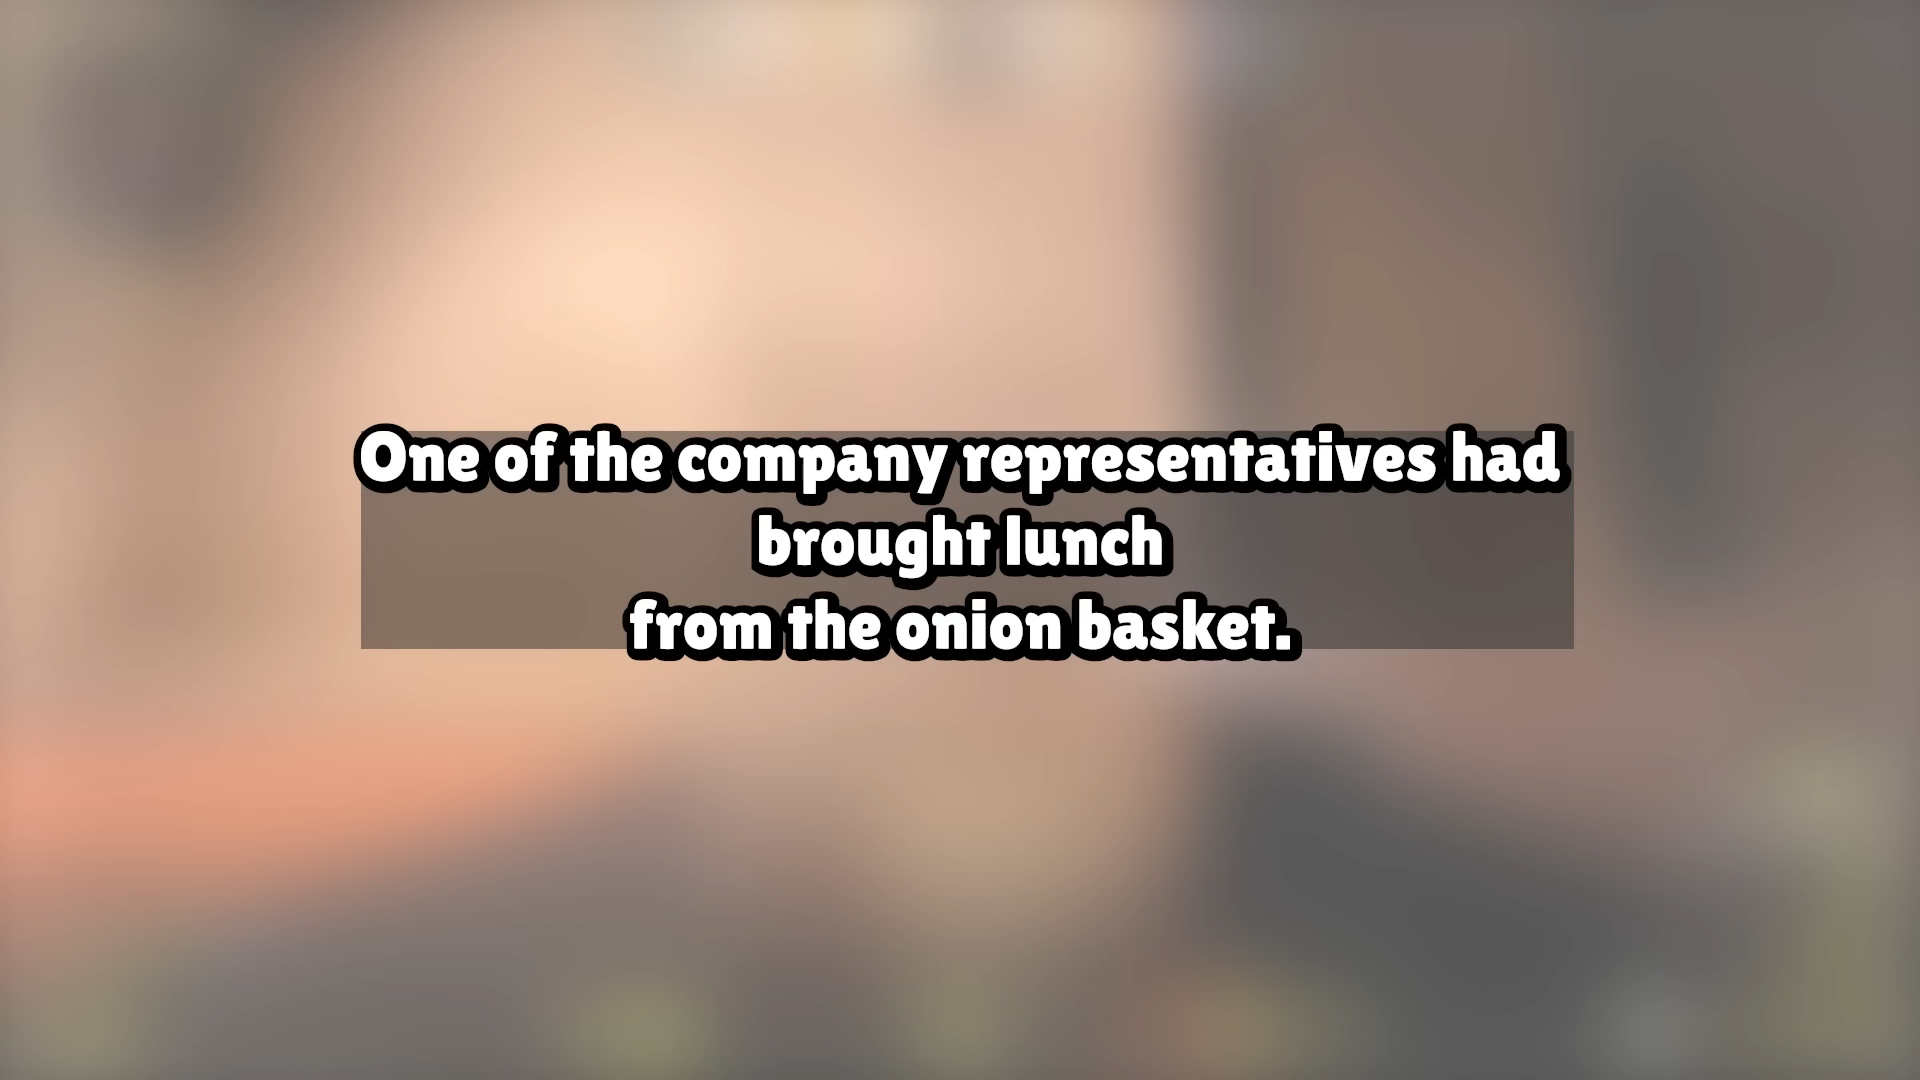 One of the company representatives had
brought lunch
from the onion basket.